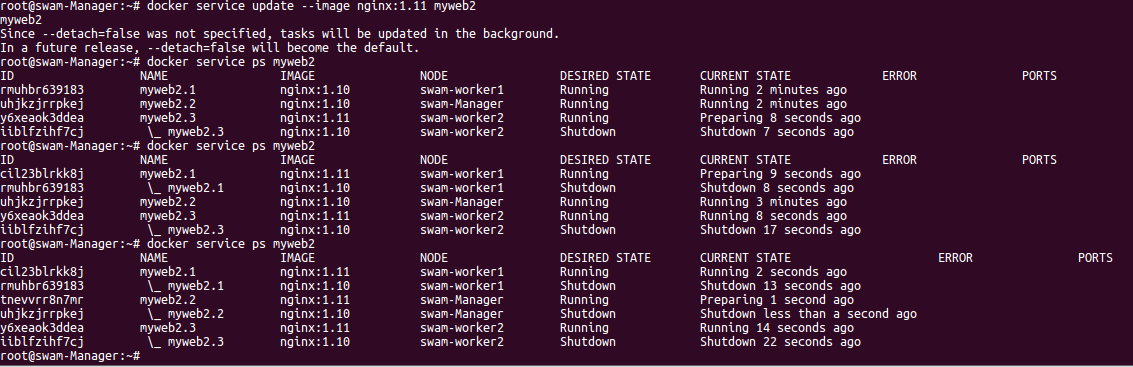 root@swam-Manager:~# docker service update --image nginx:1.11 myweb2
myweb2
Since --detach=false was not specified, tasks will be updated in the background.
In a future release, --detach=false will become the default.
root@swam-Manager:~# docker service ps myweb2
ID NAME IMAGE NODE DESIRED STATE CURRENT STATE ERROR PORTS
rmuhbr639183 myweb2.1 nginx:1.10 swam-worker1 Running Running 2 minutes ago
uhjkzjrrpkej myweb2.2 nginx:1.10 swam-Manager Running Running 2 minutes ago
y6xeaok3ddea myweb2.3 nginx:1.11 swam-worker2 Running Preparing 8 seconds ago
iiblfzihf7cj \_ myweb2.3 nginx:1.10 swam-worker2 Shutdown Shutdown 7 seconds ago
root@swam-Manager:~# docker service ps myweb2
ID NAME IMAGE NODE DESIRED STATE CURRENT STATE ERROR PORTS
cil23blrkk8j myweb2.1 nginx:1.11 swam-worker1 Running Preparing 9 seconds ago
rmuhbr639183 \_ myweb2.1 nginx:1.10 swam-worker1 Shutdown Shutdown 8 seconds ago
uhjkzjrrpkej myweb2.2 nginx:1.10 swam-Manager Running Running 3 minutes ago
y6xeaok3ddea myweb2.3 nginx:1.11 swam-worker2 Running Running 8 seconds ago
iiblfzihf7cj \_ myweb2.3 nginx:1.10 swam-worker2 Shutdown Shutdown 17 seconds ago
root@swam-Manager:~# docker service ps myweb2
ID NAME IMAGE NODE DESIRED STATE CURRENT STATE ERROR PORTS
cil23blrkk8j myweb2.1 nginx:1.11 swam-worker1 Running Running 2 seconds ago
rmuhbr639183 \_ myweb2.1 nginx:1.10 swam-worker1 Shutdown Shutdown 13 seconds ago
tnevvrr8n7mr myweb2.2 nginx:1.11 swam-Manager Running Preparing 1 second ago
uhjkzjrrpkej \_ myweb2.2 nginx:1.10 swam-Manager Shutdown Shutdown less than a second ago
y6xeaok3ddea myweb2.3 nginx:1.11 swam-worker2 Running Running 14 seconds ago
iiblfzihf7cj \_ myweb2.3 nginx:1.10 swam-worker2 Shutdown Shutdown 22 seconds ago
root@swam-Manager:~#